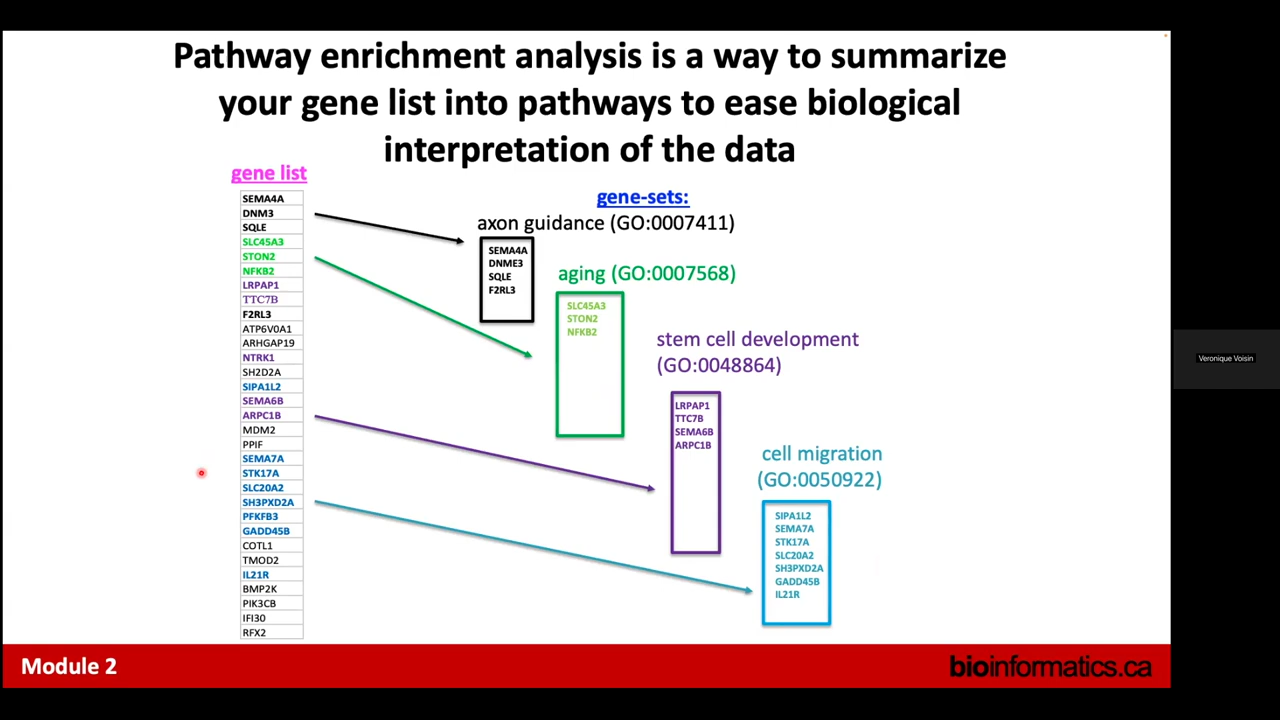 Pathway enrichment analysis is a way to summarize
your gene list into pathways to ease biological
interpretation of the data
gene list
SEMA4A
DNM3
SQLE
SLC45A3
STON2
NFKB2
LRPAP1
TTC7B
F2RL3
ATP6V0A1
ARHGAP19
NTRK1
SH2D2A
SIPA1L2
SEMA6B
ARPC1B
MDM2
PPIF
SEMA7A
STK17A
SLC20A2
SH3PXD2A
PFKFB3
GADD45B
COTL1
TMOD2
IL21R
BMP2K
PIK3CB
IFI30
RFX2
gene-sets:
axon guidance (GO:0007411)
SEMA4A
DNME3
SQLE
F2RL3
aging (GO:0007568)
SLC45A3
STON2
NFKB2
stem cell development
(GO:0048864)
LRPAP1
TTC7B
SEMA6B
ARPC1B
cell migration
(GO:0050922)
SIPA1L2
SEMA7A
STK17A
SLC20A2
SH3PXD2A
GADD45B
IL21R
Veronique Voisin
Module 2
bioinformatics.ca